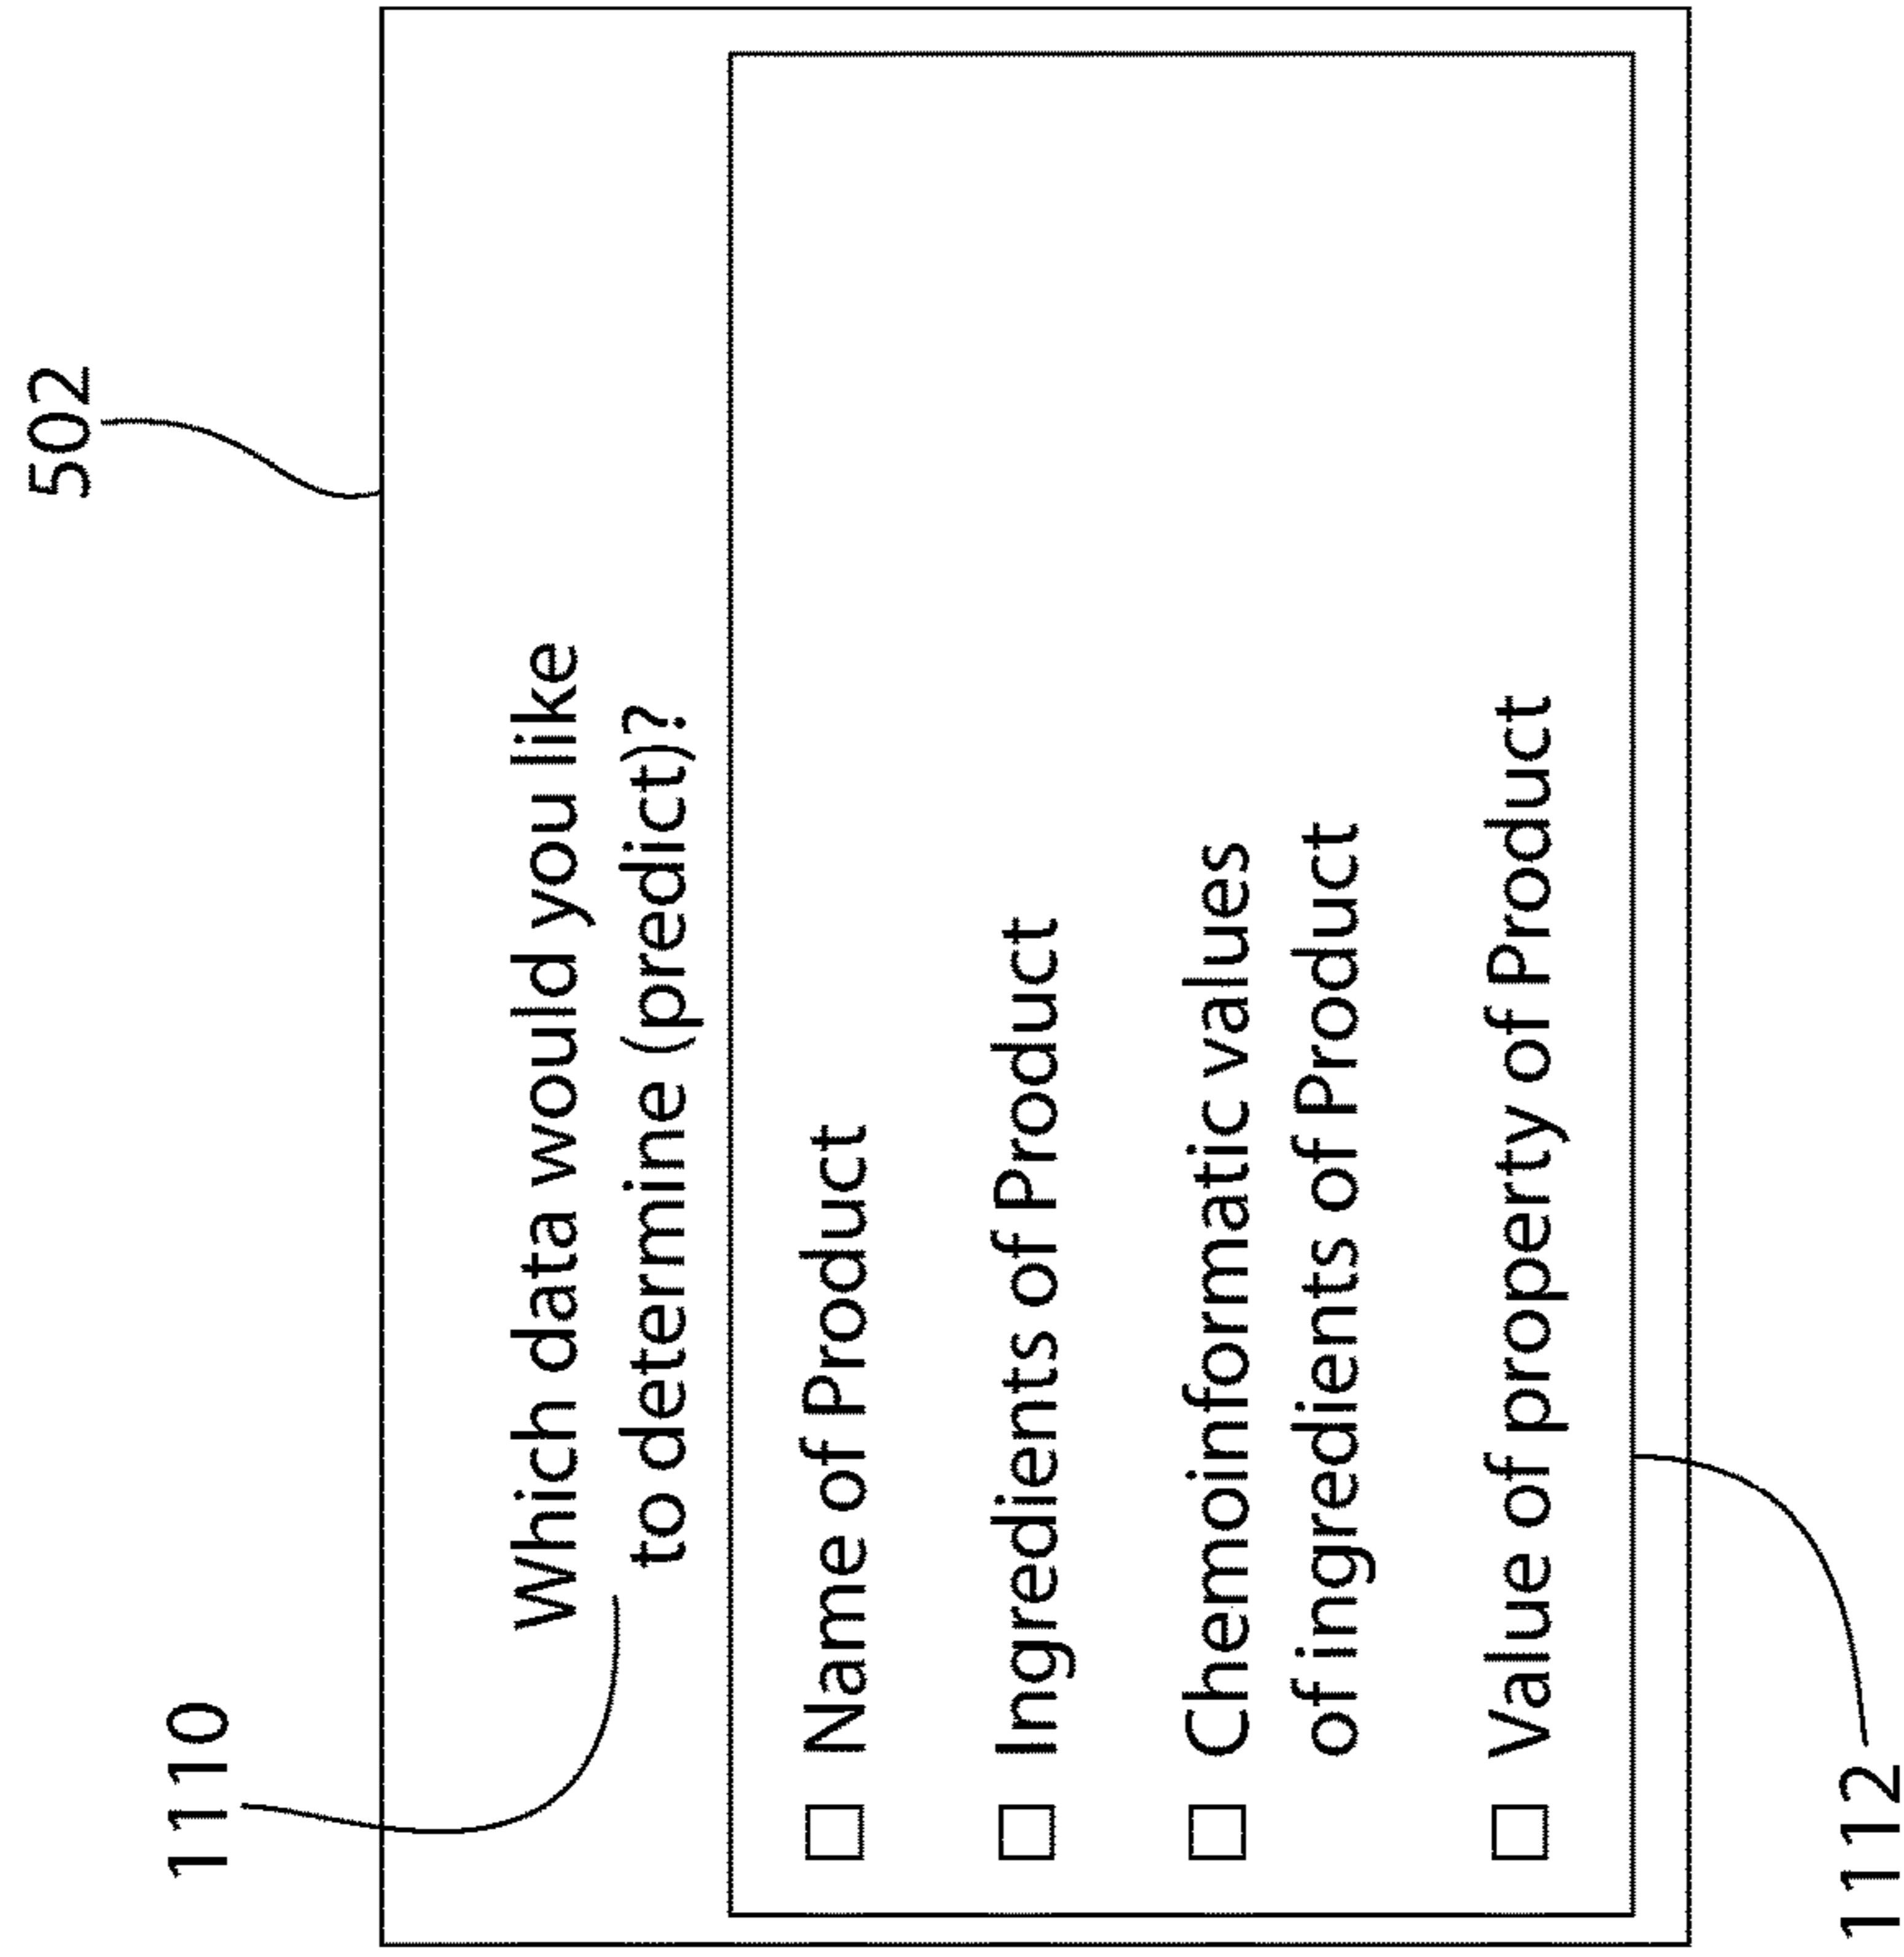 502
1110
Which data would you like
to determine (predict)?
☐ Name of Product
☐ Ingredients of Product
☐ Chemoinformatic values
of ingredients of Product
☐ Value of property of Product
1112